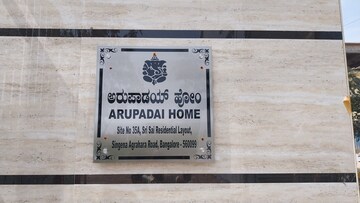 ಅರುಪಾಡಯ್ ಹೋಂ
ARUPADAI HOME
Site No 35A, Sri Sai Residential Layout,
Singena Agrahara Road, Bangalore - 560099